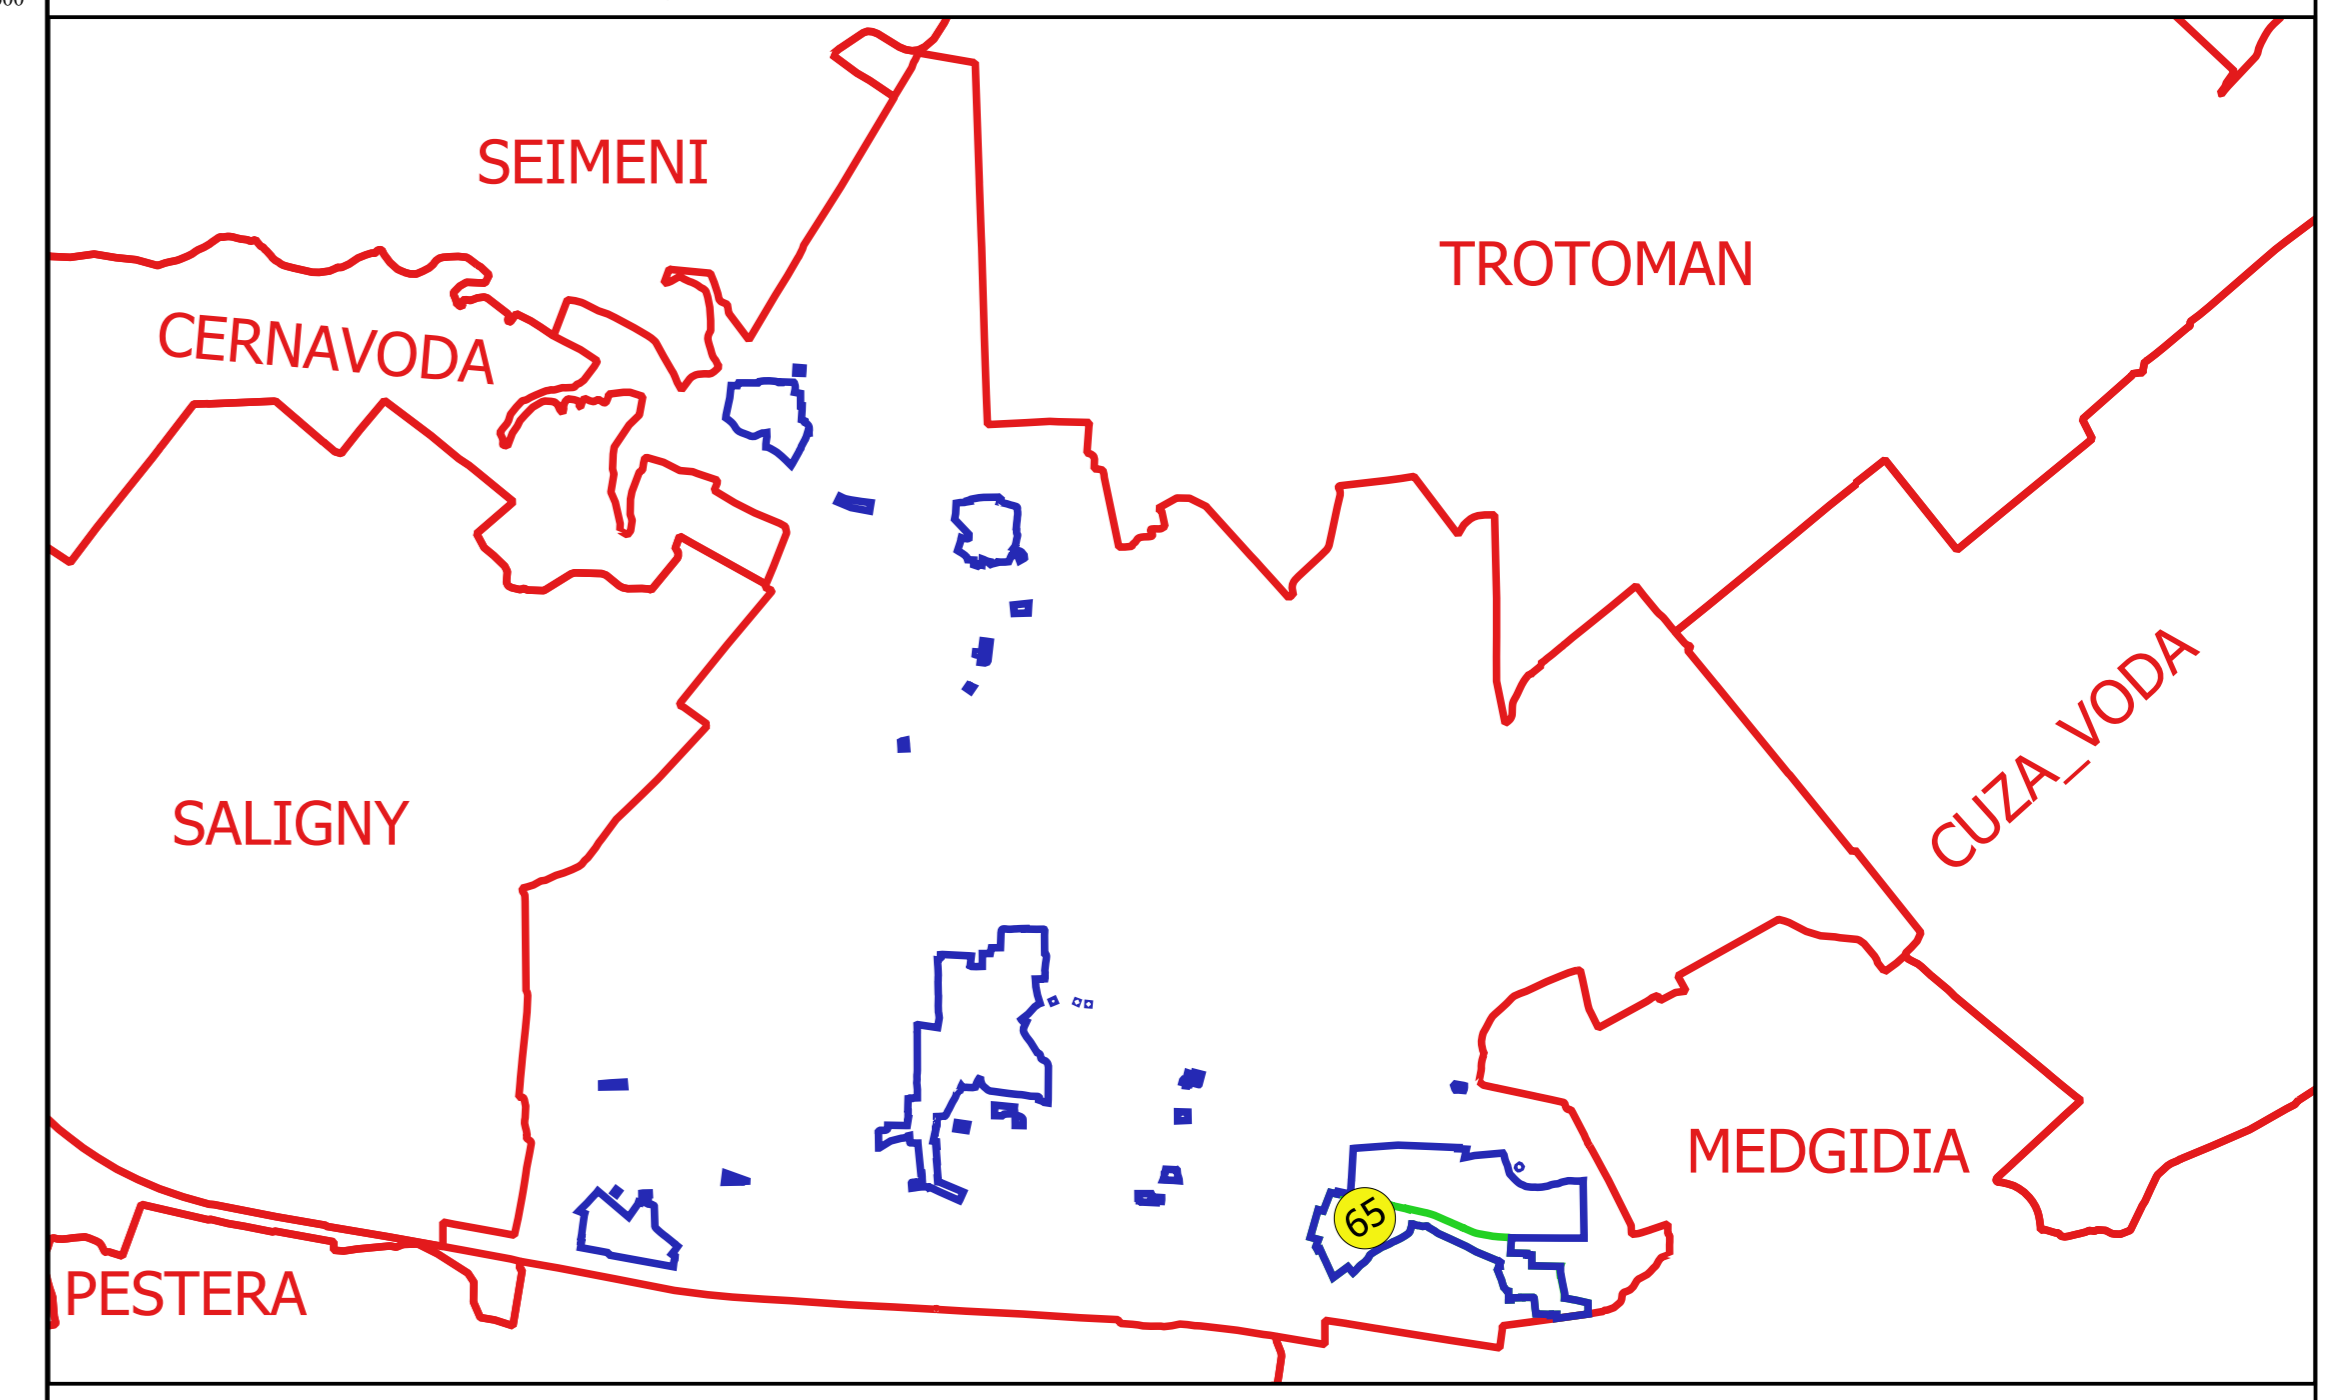 SEIMENI
TROTOMAN
CERNAVODA
CUZA_VODA
SALIGNY
MEDGIDIA
65
PESTERA